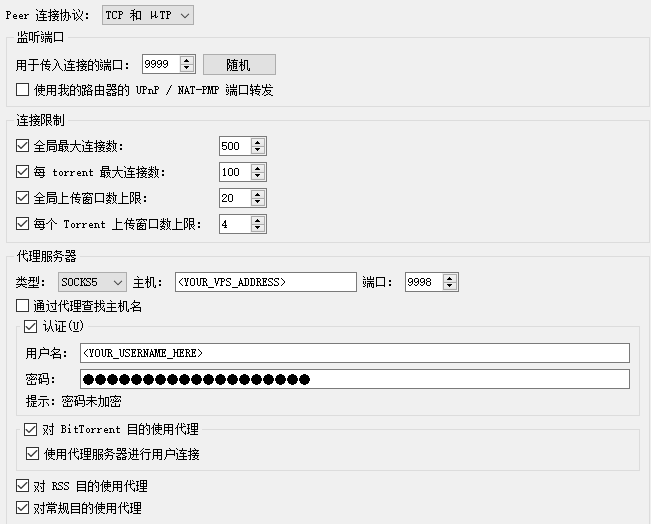 Peer 连接协议： TCP 和 μTP
监听端口
用于传入连接的端口： 9999 随机
使用我的路由器的 UPnP / NAT-PMP 端口转发
连接限制
全局最大连接数： 500
每 torrent 最大连接数： 100
全局上传窗口数上限： 20
每个 Torrent 上传窗口数上限： 4
代理服务器
类型： SOCKS5 主机： <YOUR_VPS_ADDRESS> 端口： 9998
通过代理查找主机名
认证(U)
用户名： <YOUR_USERNAME_HERE>
密码： ●●●●●●●●●●●●●●●●●●●
提示：密码未加密
对 BitTorrent 目的使用代理
使用代理服务器进行用户连接
对 RSS 目的使用代理
对常规目的使用代理